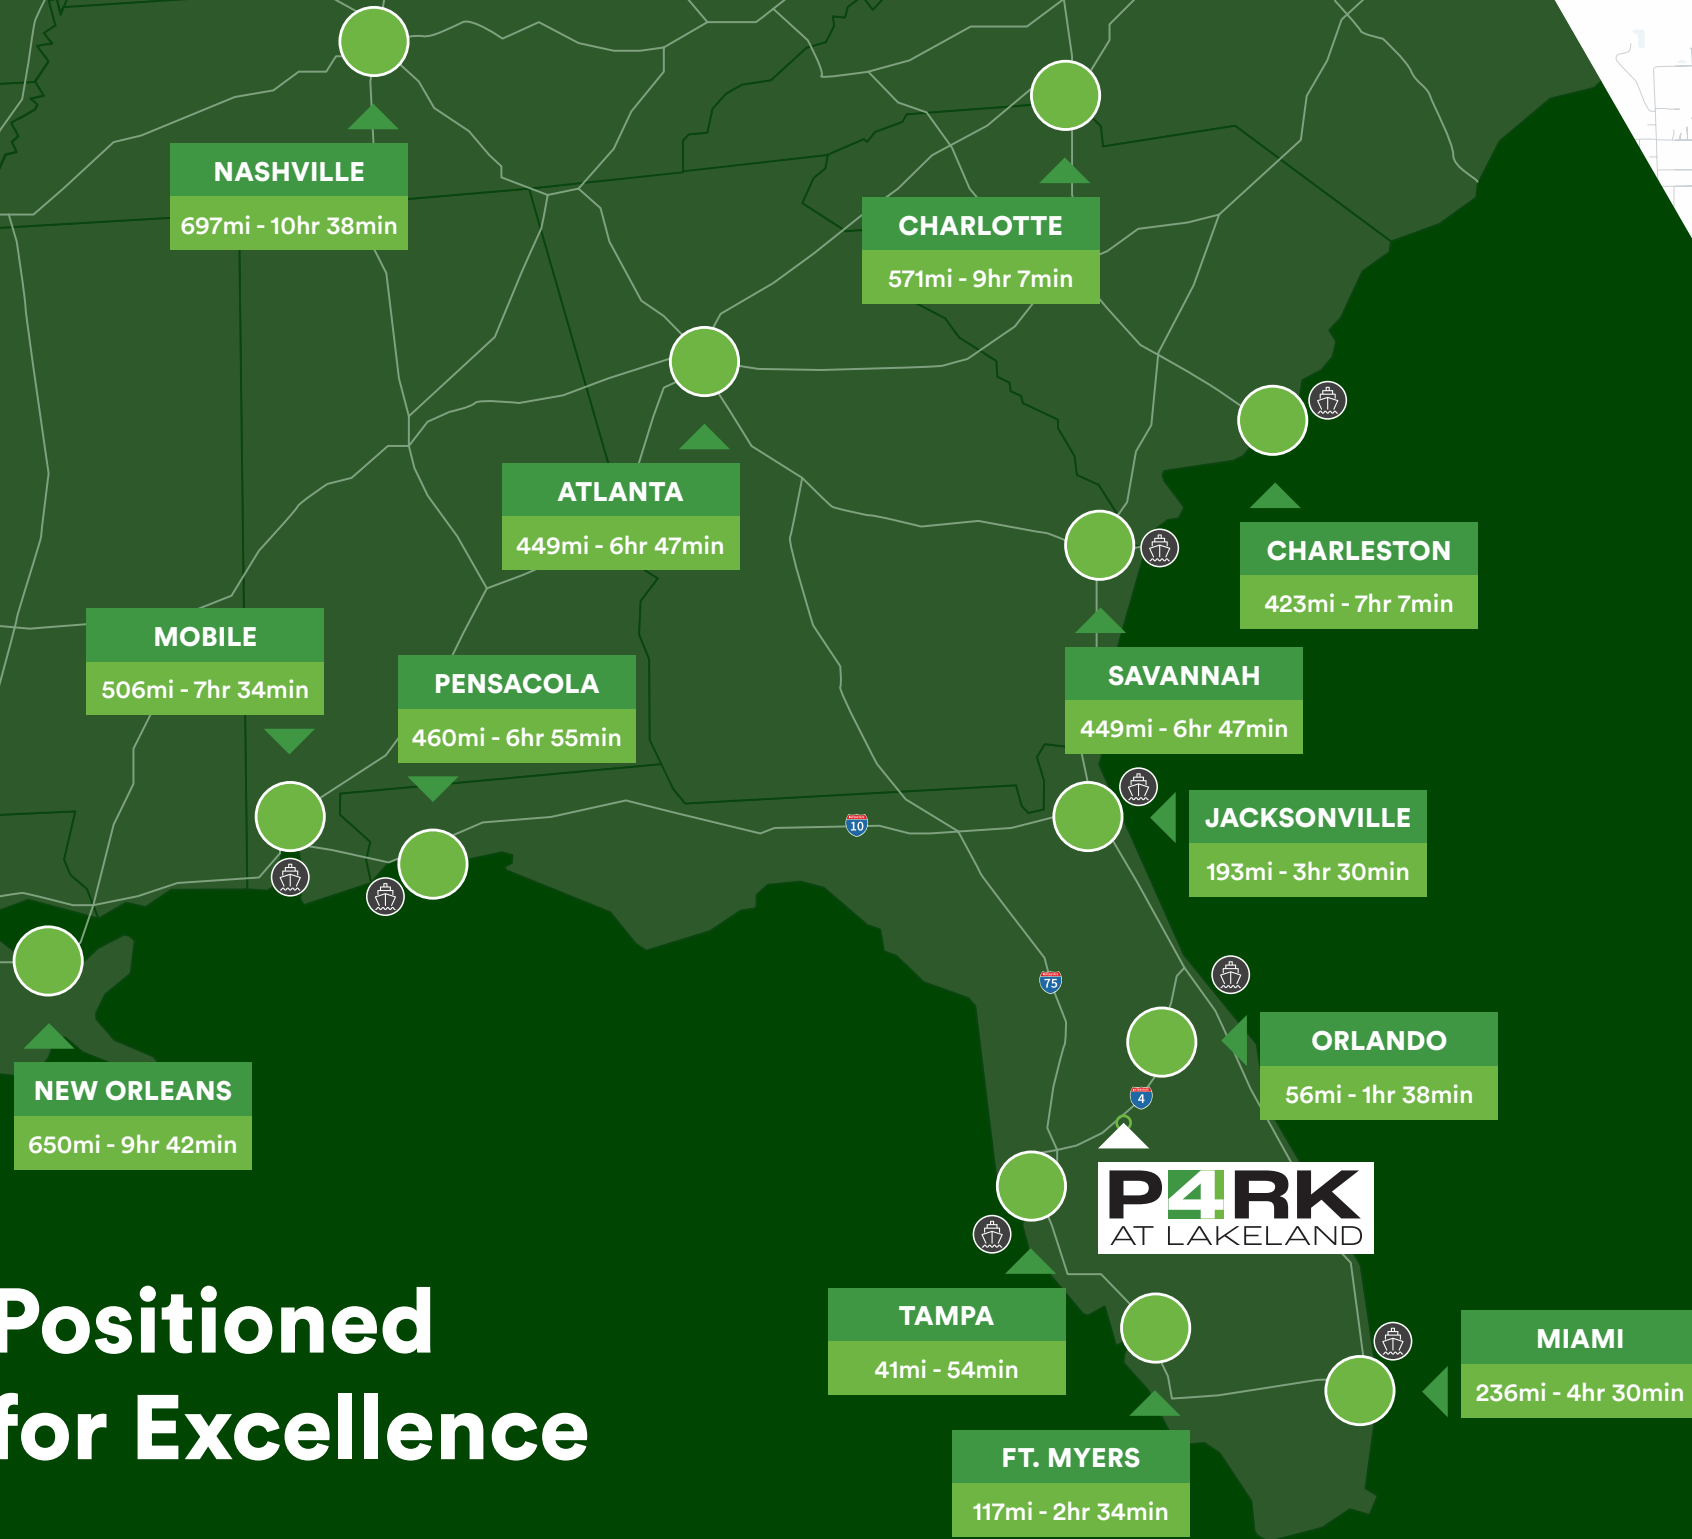 NASHVILLE
697mi - 10hr 38min
CHARLOTTE
571mi - 9hr 7min
ATLANTA
449mi - 6hr 47min
CHARLESTON
423mi - 7hr 7min
MOBILE
506mi - 7hr 34min
PENSACOLA
460mi - 6hr 55min
SAVANNAH
449mi - 6hr 47min
10
JACKSONVILLE
193mi - 3hr 30min
75
ORLANDO
56mi - 1hr 38min
4
NEW ORLEANS
650mi - 9hr 42min
P4RK
AT LAKELAND
TAMPA
41mi - 54min
MIAMI
236mi - 4hr 30min
FT. MYERS
117mi - 2hr 34min
Positioned
for Excellence